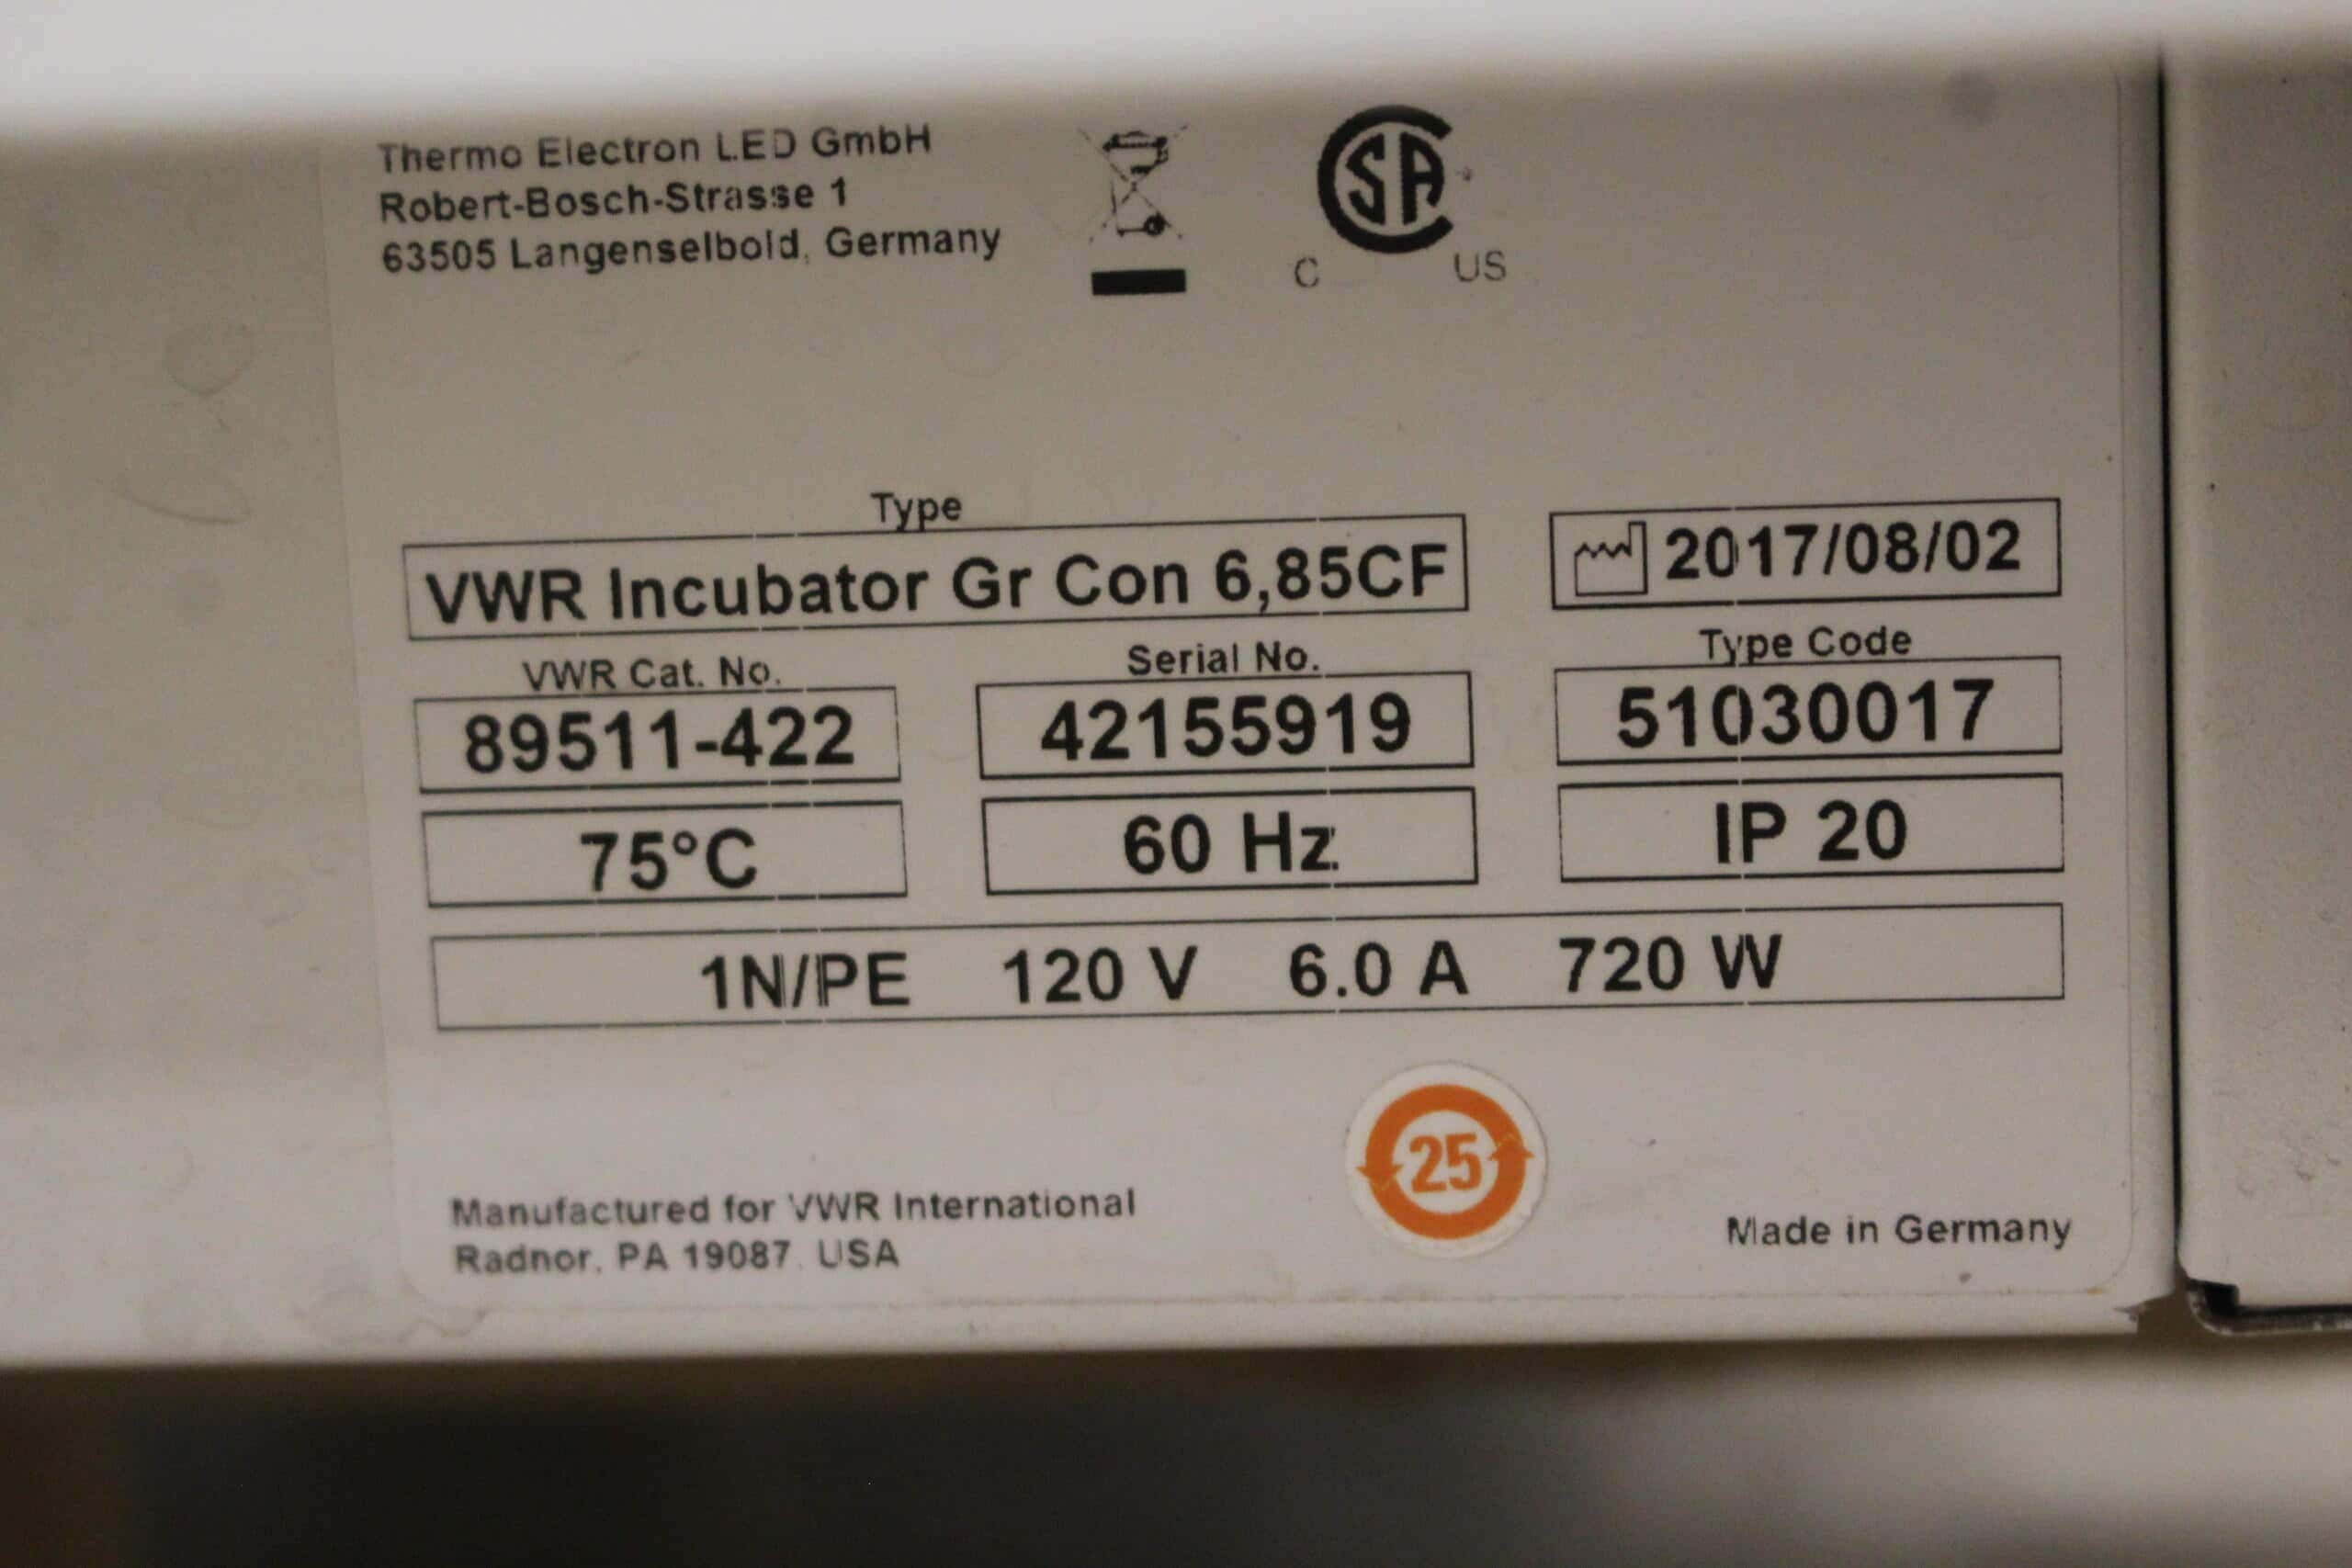 Thermo Electron LED GmbH
Robert-Bosch-Strasse 1
63505 Langenselbold, Germany
CSA
C US
Type
VWR Incubator Gr Con 6,85CF
2017/08/02
VWR Cat. No.
Serial No.
Type Code
89511-422
42155919
51030017
75°C
60 Hz
IP 20
1N/PE 120 V 6.0 A 720 W
25
Manufactured for VWR International
Radnor, PA 19087, USA
Made in Germany